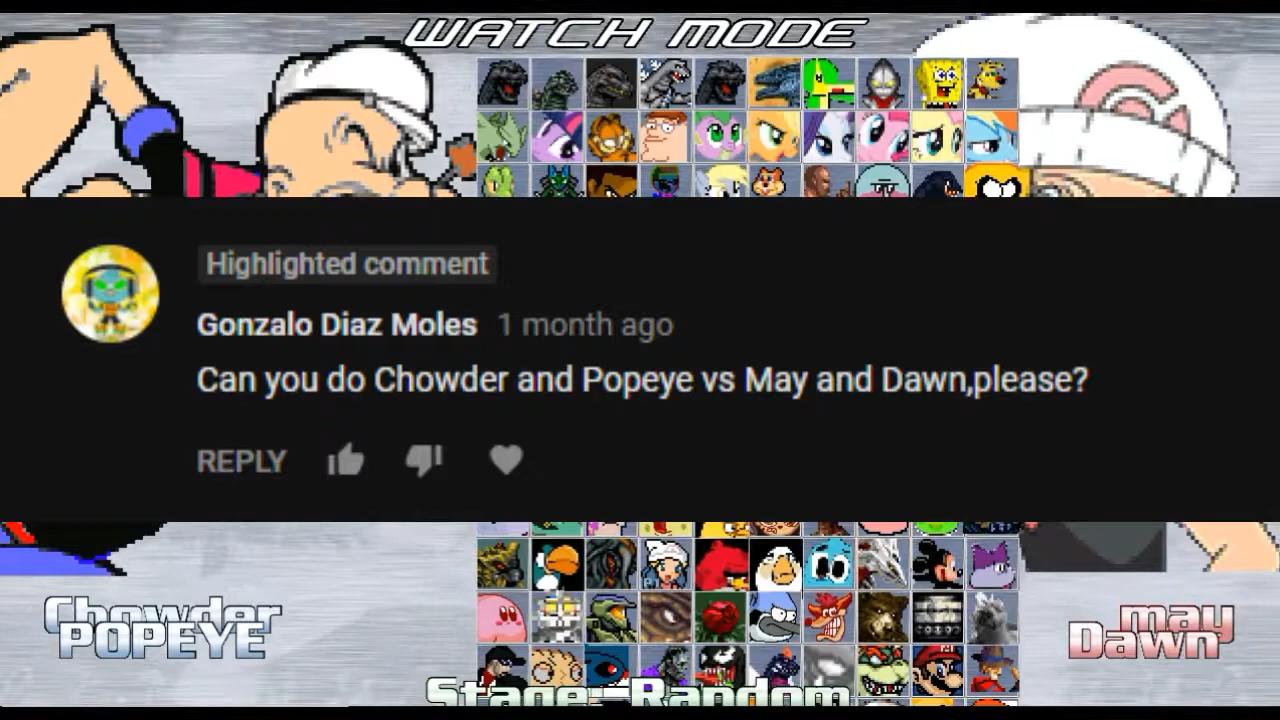 WATCH MODE
Highlighted comment
Gonzalo Diaz Moles 1 month ago
Can you do Chowder and Popeye vs May and Dawn,please?
REPLY
Chowder
POPEYE
may
Dawn
Stage: Random